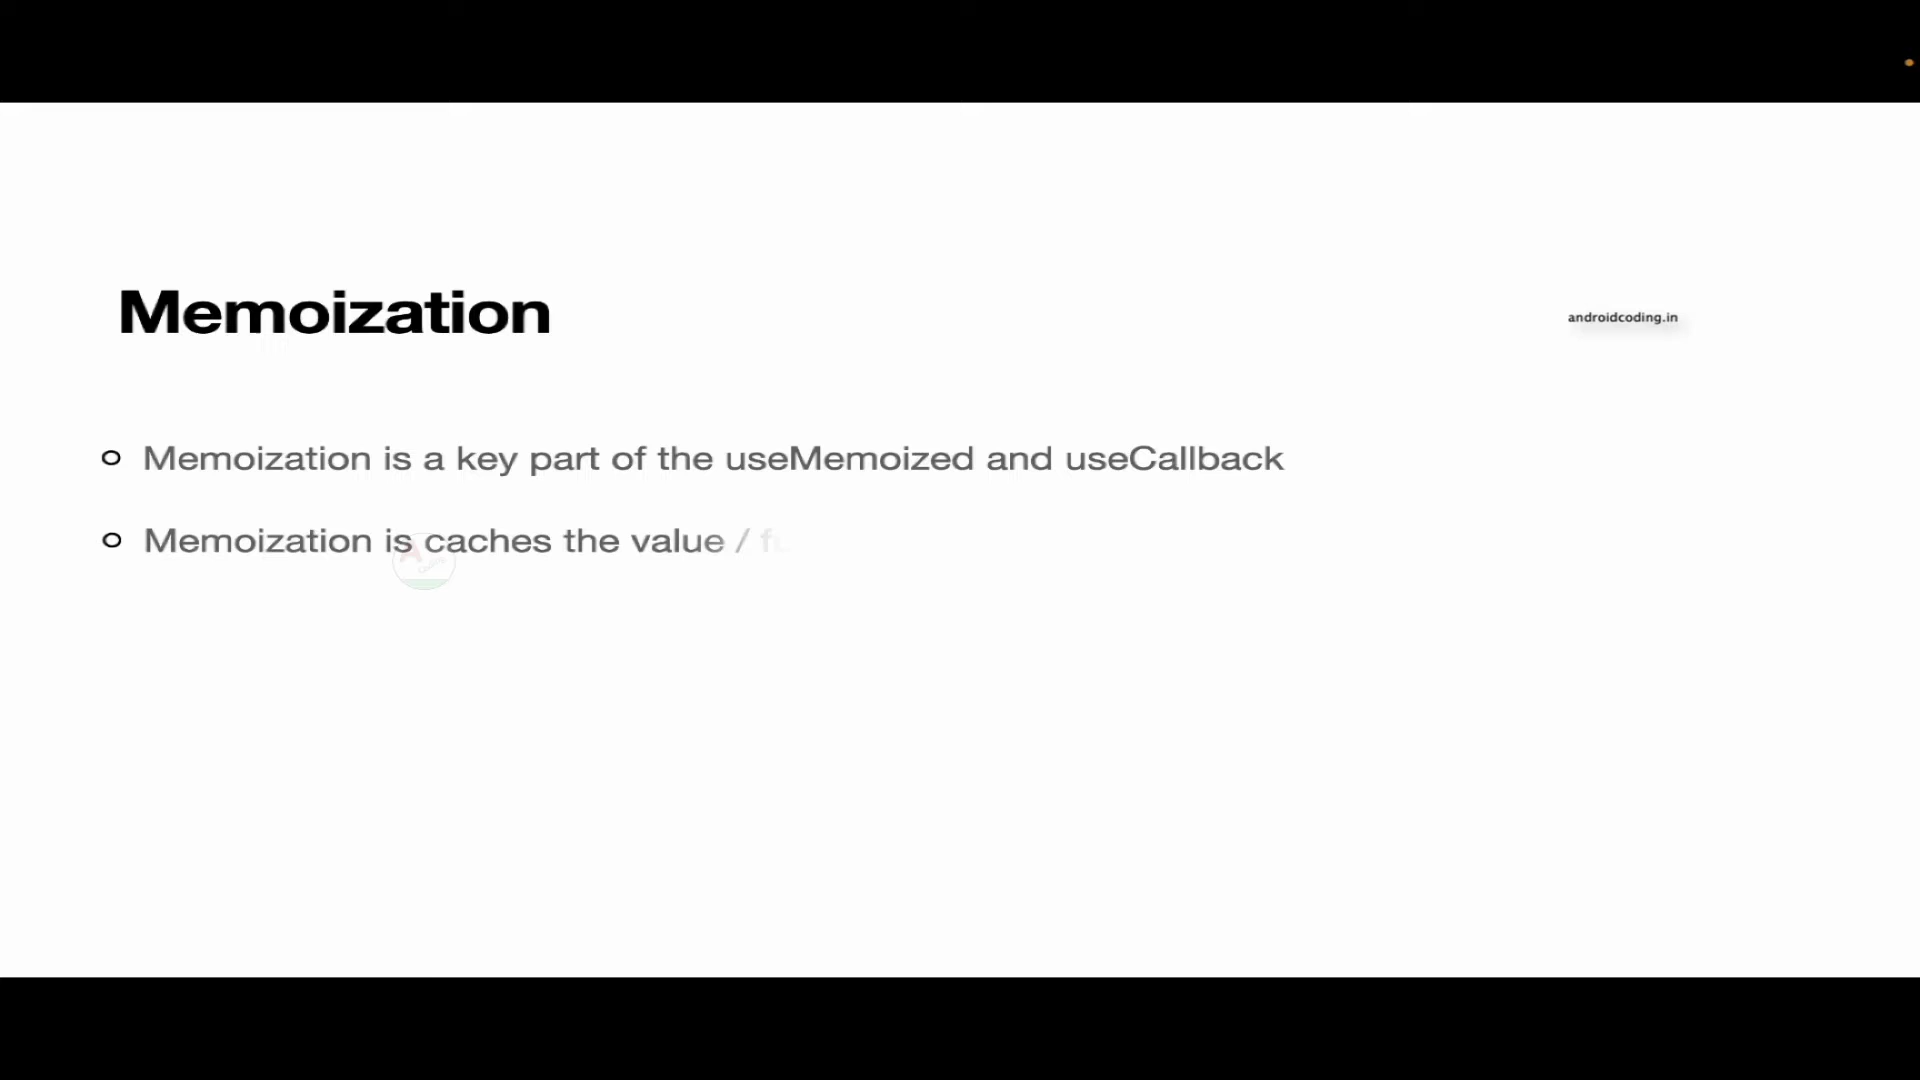 Memoization
androidcoding.in
Memoization is a key part of the useMemoized and useCallback
Memoization is caches the value /